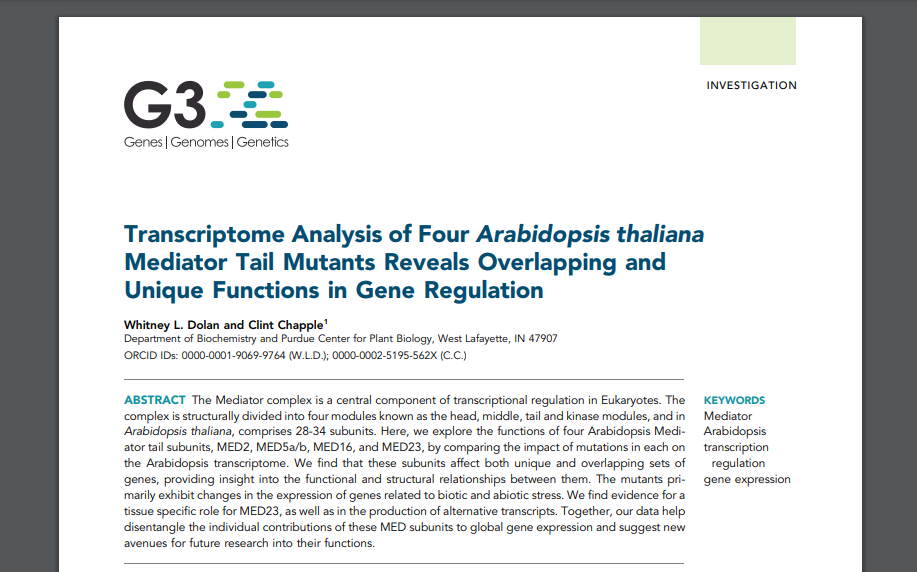 INVESTIGATION
G3
Genes | Genomes | Genetics
Transcriptome Analysis of Four Arabidopsis thaliana
Mediator Tail Mutants Reveals Overlapping and
Unique Functions in Gene Regulation
Whitney L. Dolan and Clint Chapple¹
Department of Biochemistry and Purdue Center for Plant Biology, West Lafayette, IN 47907
ORCID IDs: 0000-0001-9069-9764 (W.L.D.); 0000-0002-5195-562X (C.C.)
ABSTRACT The Mediator complex is a central component of transcriptional regulation in Eukaryotes. The
complex is structurally divided into four modules known as the head, middle, tail and kinase modules, and in
Arabidopsis thaliana, comprises 28-34 subunits. Here, we explore the functions of four Arabidopsis Medi-
ator tail subunits, MED2, MED5a/b, MED16, and MED23, by comparing the impact of mutations in each on
the Arabidopsis transcriptome. We find that these subunits affect both unique and overlapping sets of
genes, providing insight into the functional and structural relationships between them. The mutants pri-
marily exhibit changes in the expression of genes related to biotic and abiotic stress. We find evidence for a
tissue specific role for MED23, as well as in the production of alternative transcripts. Together, our data help
disentangle the individual contributions of these MED subunits to global gene expression and suggest new
avenues for future research into their functions.
KEYWORDS
Mediator
Arabidopsis
transcription
regulation
gene expression